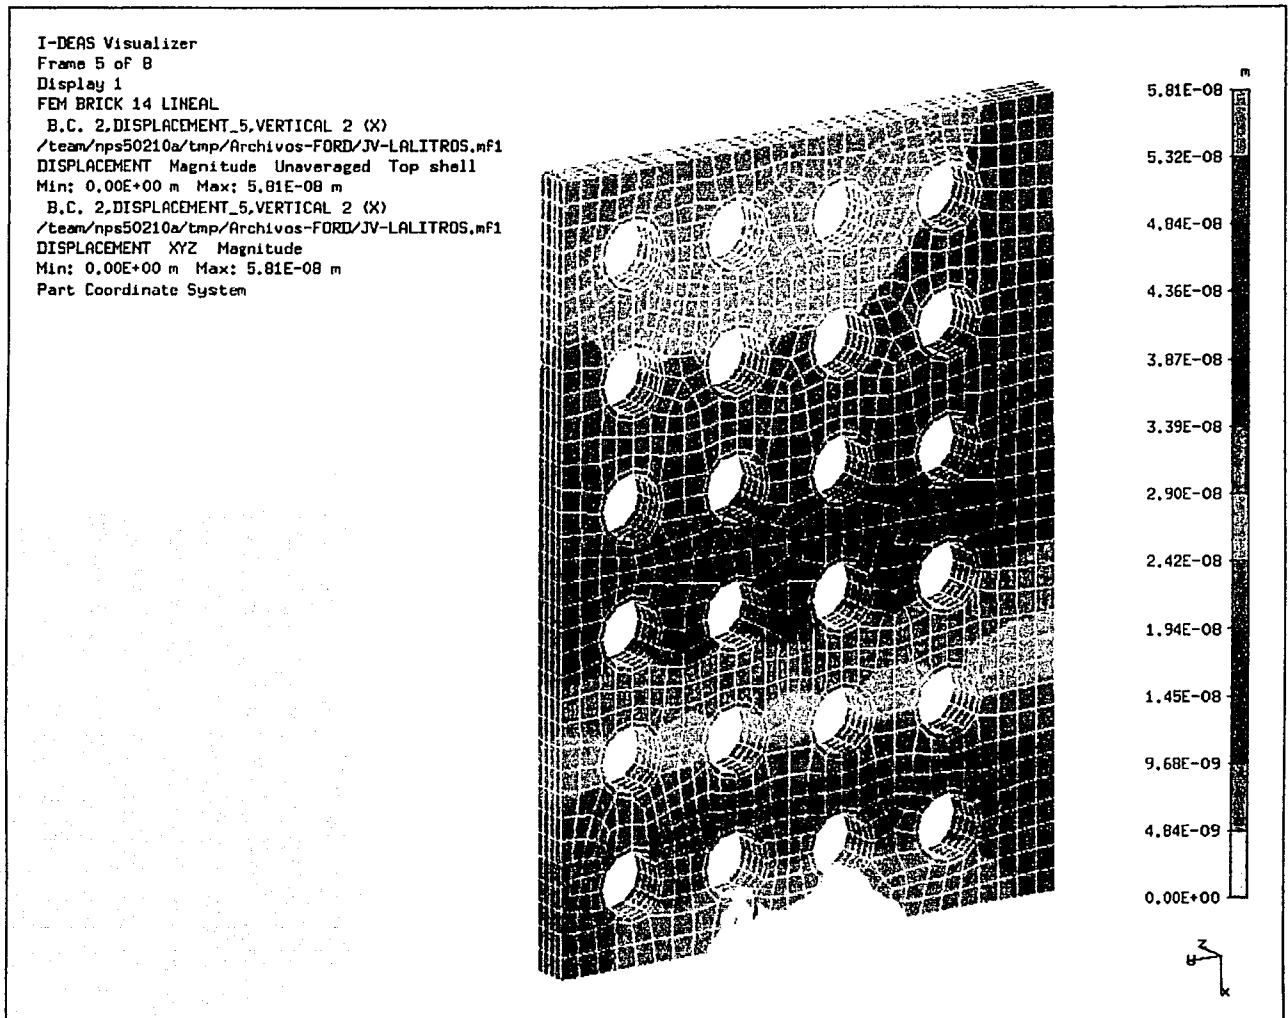 I-DEAS Visualizer
Frame 5 of 8
Display 1
FEM BRICK 14 LINEAL
B.C. 2,DISPLACEMENT_5,VERTICAL 2 (X)
/team/nps50210a/tmp/Archivos-FORD/JV-LALITROS.mf1
DISPLACEMENT Magnitude Unaveraged Top shell
Min: 0.00E+00 m Max: 5.81E-08 m
B.C. 2,DISPLACEMENT_5,VERTICAL 2 (X)
/team/nps50210a/tmp/Archivos-FORD/JV-LALITROS.mf1
DISPLACEMENT XYZ Magnitude
Min: 0.00E+00 m Max: 5.81E-08 m
Part Coordinate System
m
5.81E-08
5.32E-08
4.84E-08
4.36E-08
3.87E-08
3.39E-08
2.90E-08
2.42E-08
1.94E-08
1.45E-08
9.68E-09
4.84E-09
0.00E+00
Z
X